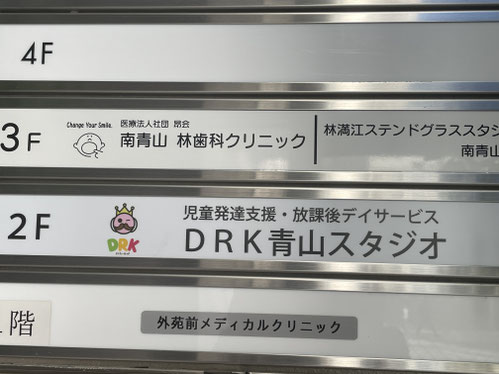 4F
3F
Change Your Smile.
医療法人社団 昂会
南青山 林歯科クリニック
林満江ステンドグラススタジ
南青山
2F
DRK
児童発達支援・放課後デイサービス
DRK青山スタジオ
階
外苑前メディカルクリニック